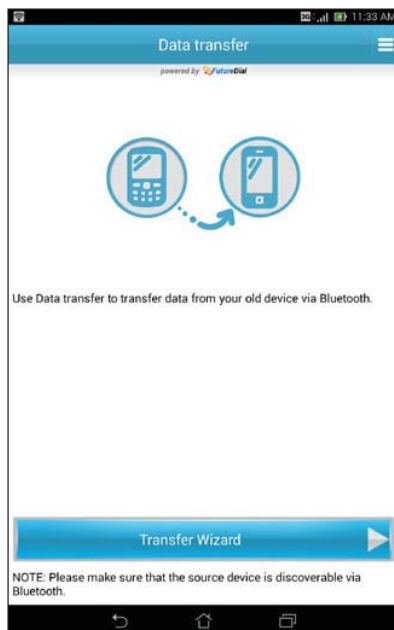 3G 11:33 AM
Data transfer
powered by FutureDial
Use Data transfer to transfer data from your old device via Bluetooth.
Transfer Wizard
NOTE: Please make sure that the source device is discoverable via
Bluetooth.